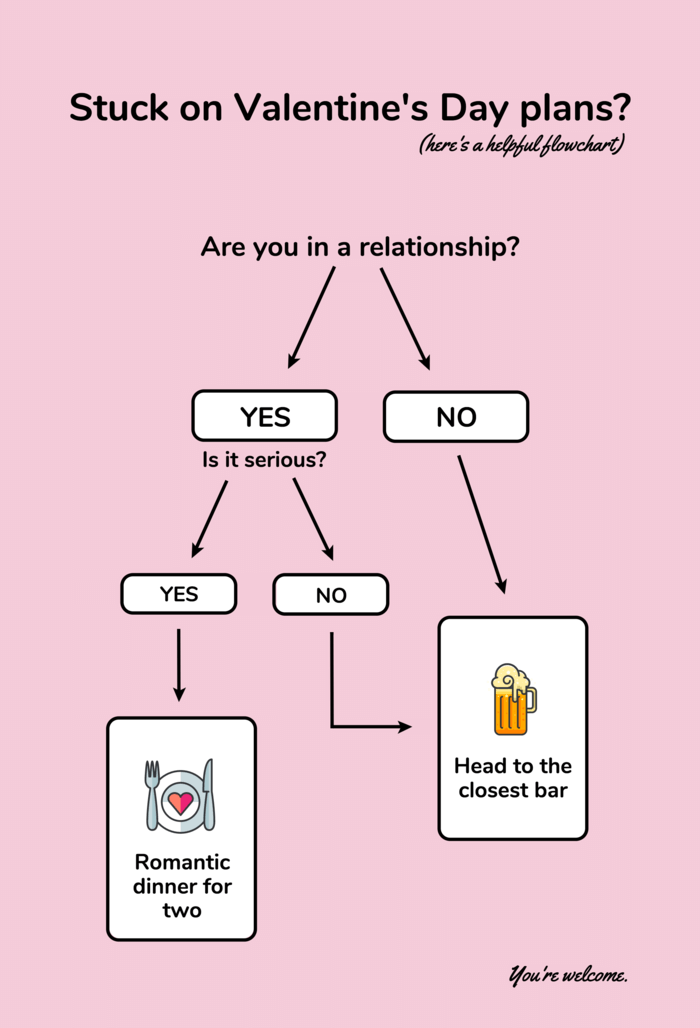 Stuck on Valentine's Day plans?
(here's a helpful flowchart)
Are you in a relationship?
YES
NO
Is it serious?
YES
NO
Head to the
closest bar
Romantic
dinner for
two
You're welcome.